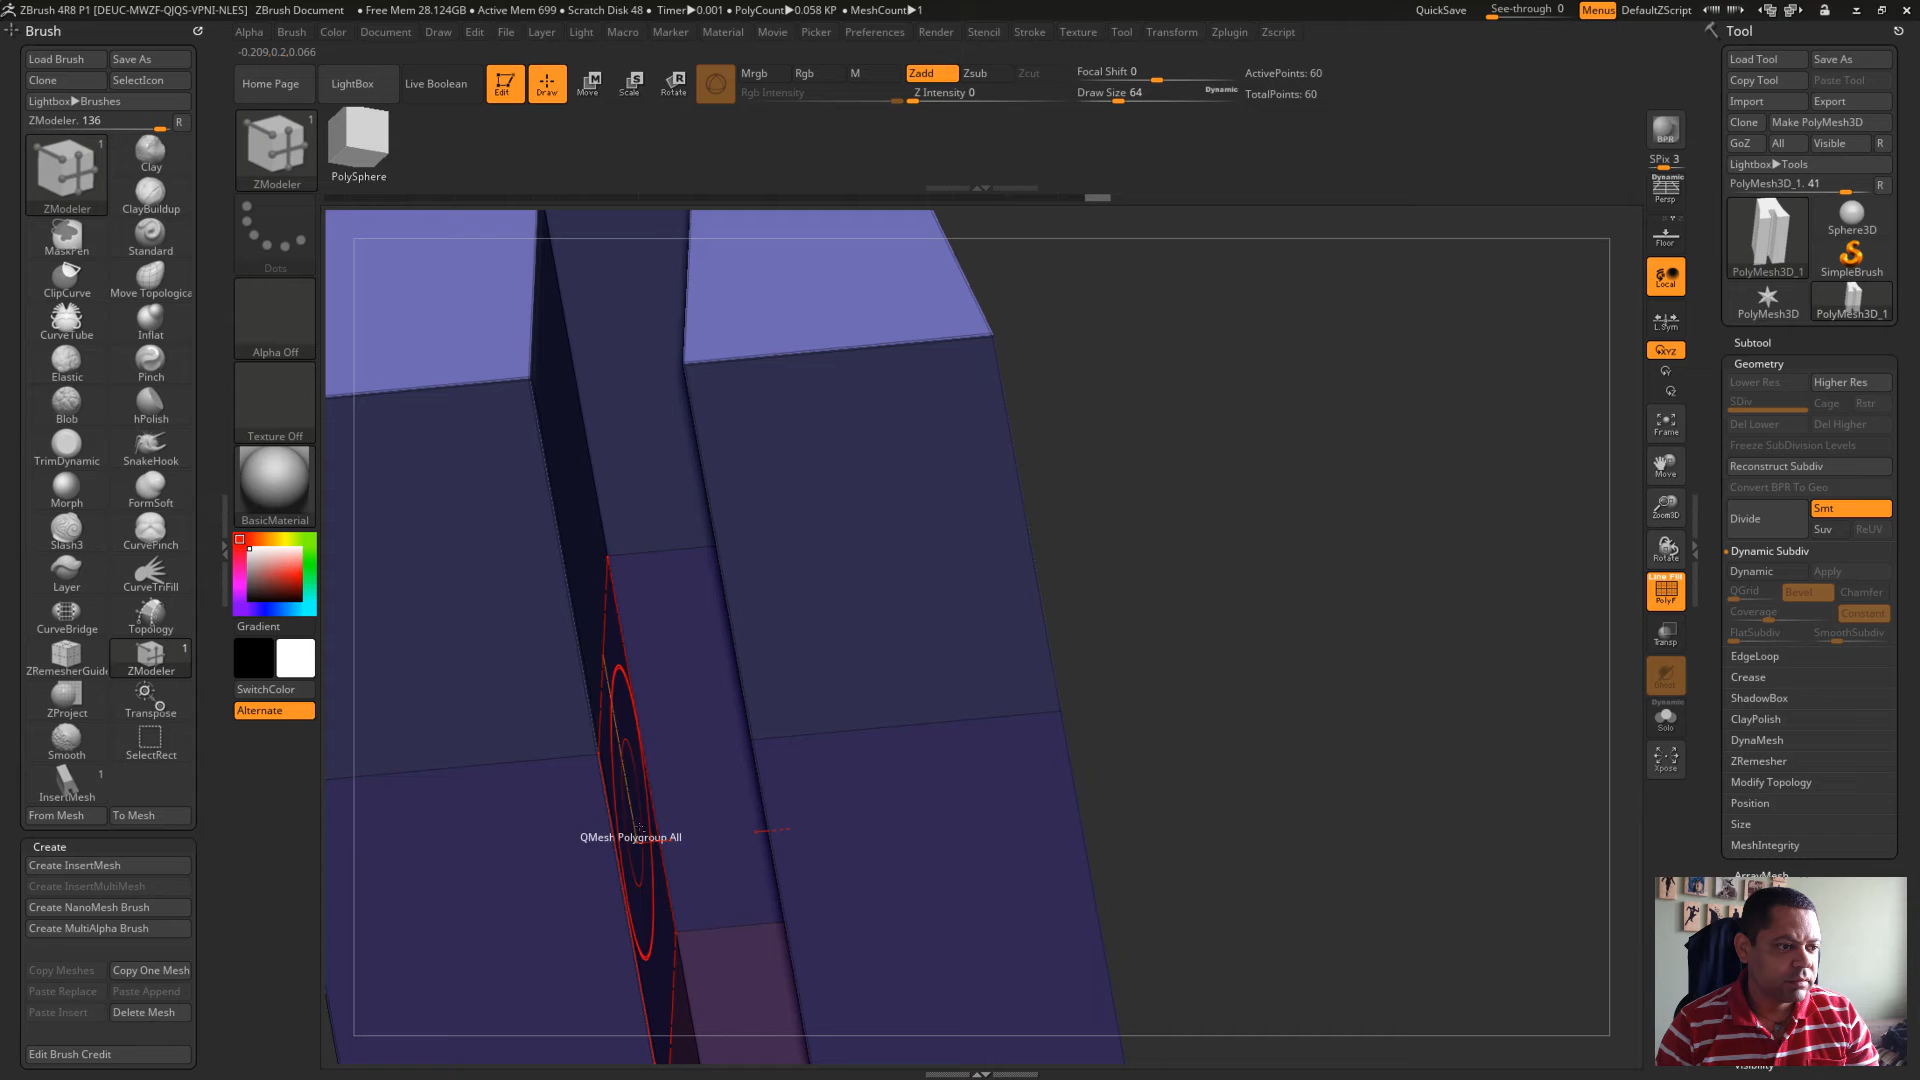 ZBrush 4R8 P1 [DEUC-MWZF-QJQS-VPNI-NLES] ZBrush Document ● Free Mem 28.124GB ● Active Mem 699 ● Scratch Disk 48 ● Timer▶0.001 ● PolyCount▶0.058 KP ● MeshCount▶1 QuickSave See-through 0 Menus DefaultZScript
Brush
Alpha Brush Color Document Draw Edit File Layer Light Macro Marker Material Movie Picker Preferences Render Stencil Stroke Texture Tool Transform Zplugin Zscript
-0.209,0.2,0.066
Load Brush Save As
Clone SelectIcon
Lightbox▶Brushes
ZModeler. 136 R
1
ZModeler
Clay
ClayBuildup
MaskPen Standard
ClipCurve Move Topologica
CurveTube Inflat
Elastic Pinch
Blob hPolish
TrimDynamic SnakeHook
Morph FormSoft
Slash3 CurvePinch
Layer CurveTriFill
CurveBridge Topology
1
ZRemesherGuide ZModeler
ZProject Transpose
Smooth SelectRect
1
InsertMesh
From Mesh To Mesh
Create
Create InsertMesh
Create InsertMultiMesh
Create NanoMesh Brush
Create MultiAlpha Brush
Copy Meshes Copy One Mesh
Paste Replace Paste Append
Paste Insert Delete Mesh
Edit Brush Credit
Home Page LightBox Live Boolean Edit Draw Move Scale Rotate
M S R
Mrgb Rgb M Zadd Zsub Zcut
Rgb Intensity Z Intensity 0
Focal Shift 0
Draw Size 64 Dynamic
ActivePoints: 60
TotalPoints: 60
1
ZModeler
PolySphere
Dots
Alpha Off
Texture Off
BasicMaterial
Gradient
SwitchColor
Alternate
QMesh Polygroup All
BPR
SPix 3
Dynamic
Persp
Floor
Local
L.Sym
XYZ
Frame
Move
Zoom3D
Rotate
Line Fill
PolyF
Transp
Ghost
Dynamic
Solo
Xpose
Tool
Load Tool Save As
Copy Tool Paste Tool
Import Export
Clone Make PolyMesh3D
GoZ All Visible R
Lightbox▶Tools
PolyMesh3D_1. 41 R
Sphere3D
PolyMesh3D_1 SimpleBrush
PolyMesh3D PolyMesh3D_1
Subtool
Geometry
Lower Res Higher Res
SDiv Cage Rstr
Del Lower Del Higher
Freeze SubDivision Levels
Reconstruct Subdiv
Convert BPR To Geo
Divide Smt
Suv ReUV
Dynamic Subdiv
Dynamic Apply
QGrid Bevel Chamfer
Coverage Constant
FlatSubdiv SmoothSubdiv
EdgeLoop
Crease
ShadowBox
ClayPolish
DynaMesh
ZRemesher
Modify Topology
Position
Size
MeshIntegrity
ArrayMesh